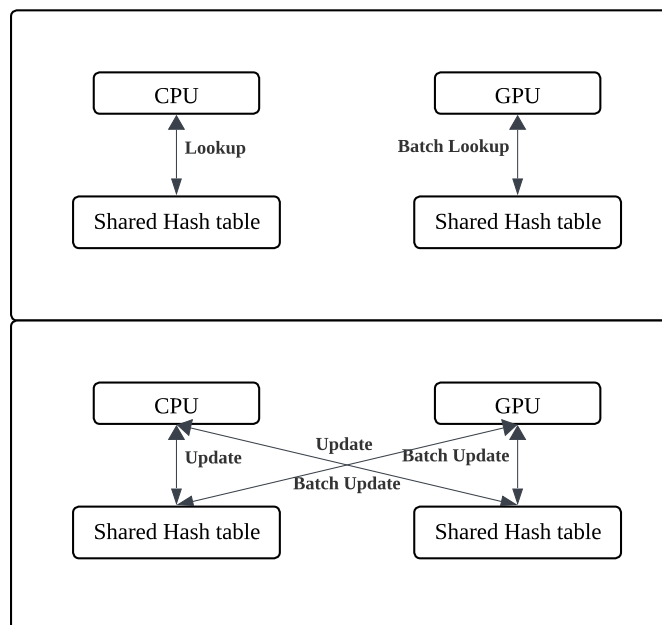 CPU
GPU
Lookup
Batch Lookup
Shared Hash table
Shared Hash table
CPU
GPU
Update
Update
Batch Update
Batch Update
Shared Hash table
Shared Hash table